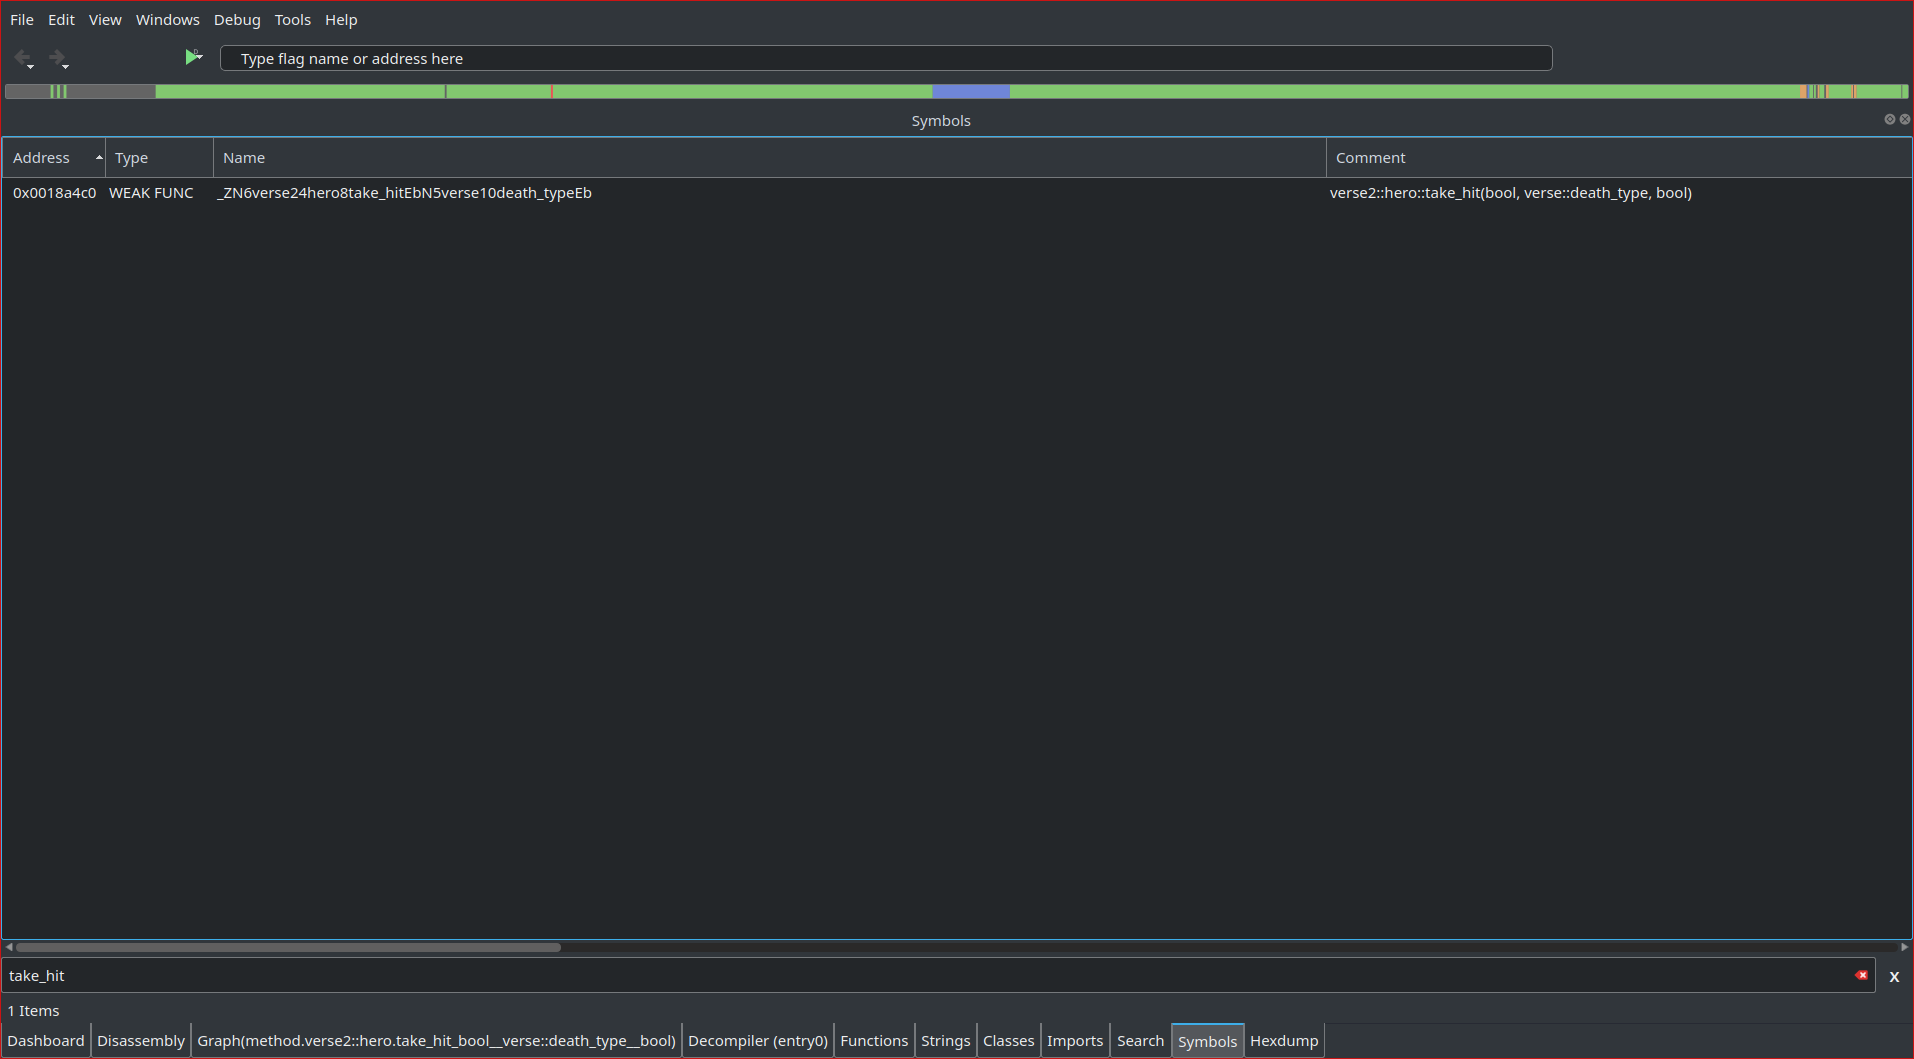 File Edit View Windows Debug Tools Help
Type flag name or address here
Symbols
Address Type Name Comment
0x0018a4c0 WEAK FUNC _ZN6verse24hero8take_hitEbN5verse10death_typeEb verse2::hero::take_hit(bool, verse::death_type, bool)
take_hit X
1 Items
Dashboard Disassembly Graph(method.verse2::hero.take_hit_bool__verse::death_type__bool) Decompiler (entry0) Functions Strings Classes Imports Search Symbols Hexdump